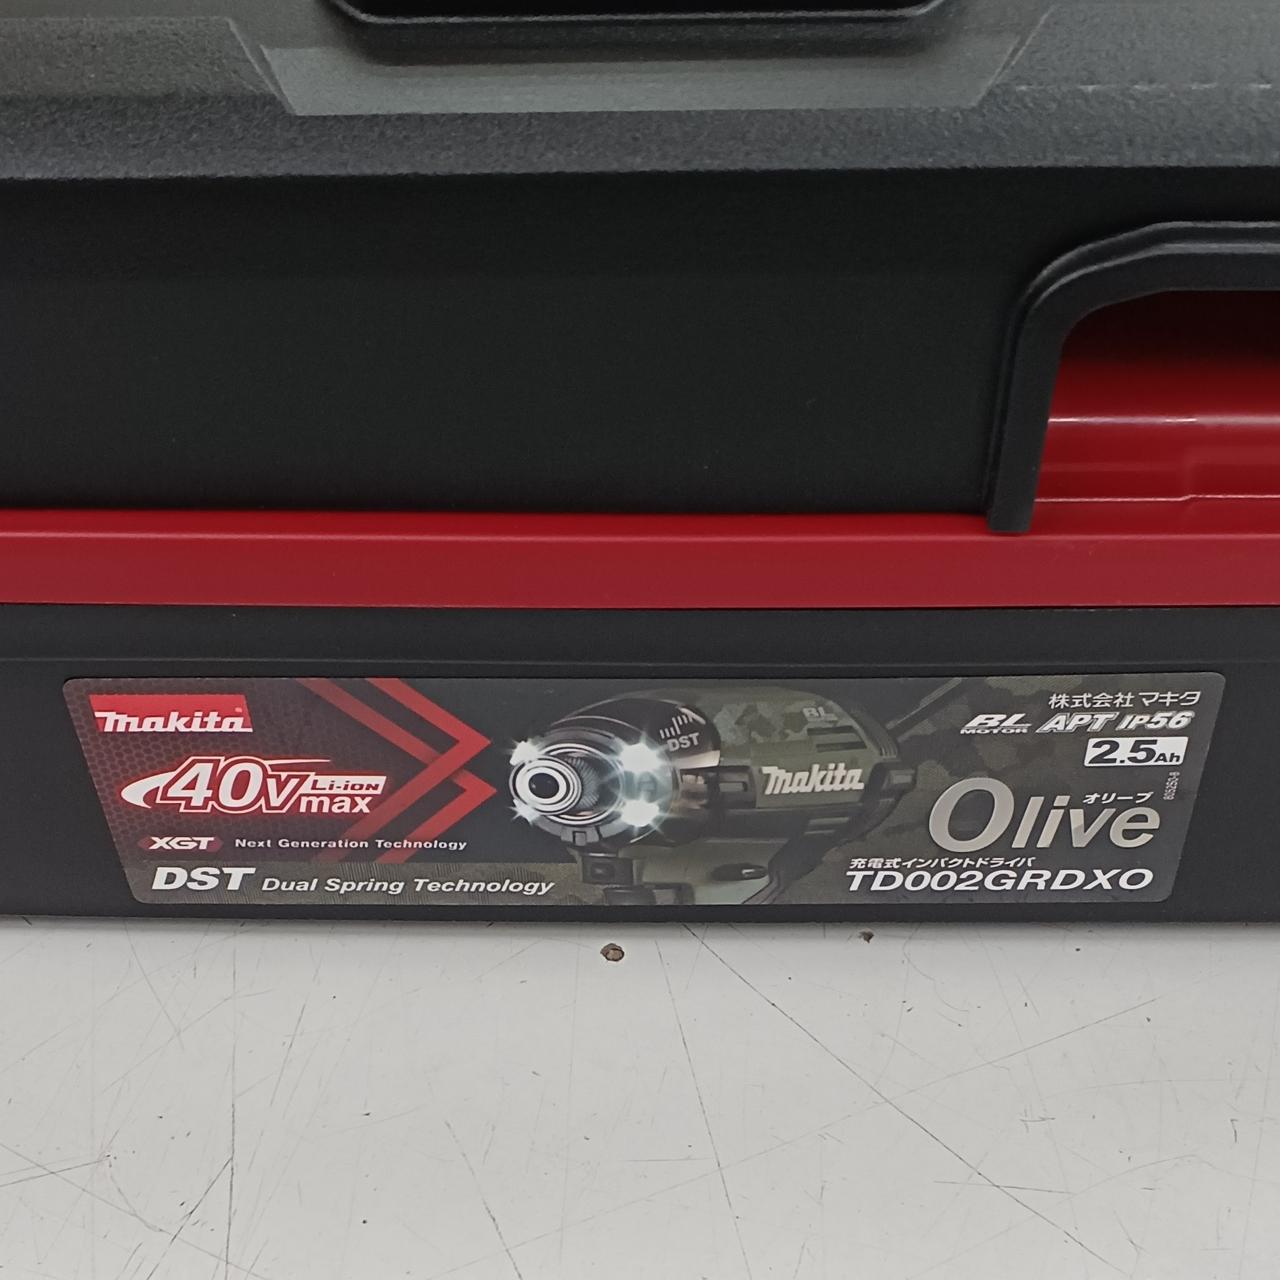 makita
40Vmax Li-ion
XGT Next Generation Technology
DST Dual Spring Technology
DST
BL
makita
株式会社 マキタ
BL MOTOR APT IP56
2.5Ah
オリーブ
Olive
充電式インパクトドライバ
TD002GRDXO